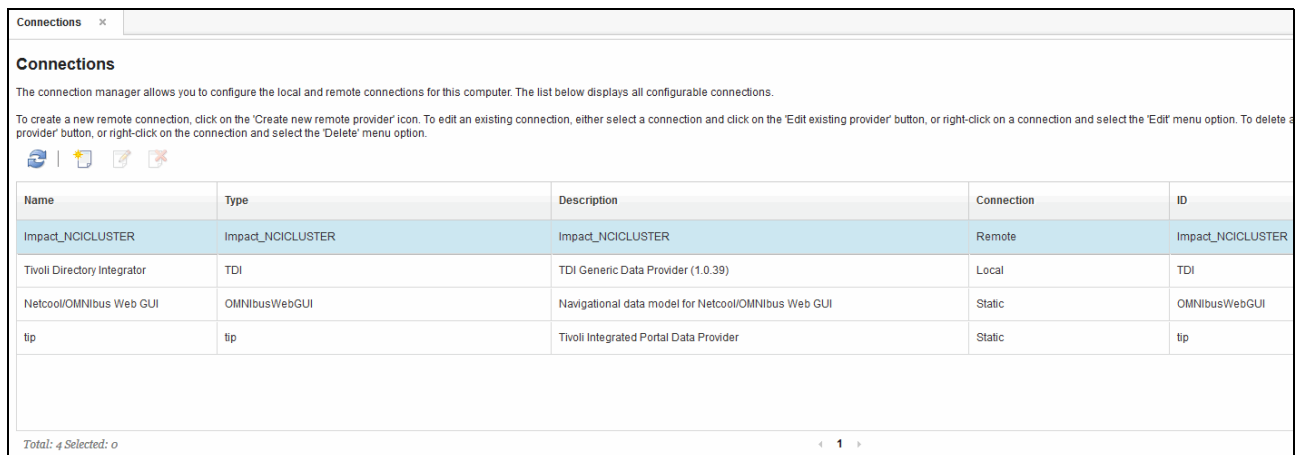 Connections ×
Connections
The connection manager allows you to configure the local and remote connections for this computer. The list below displays all configurable connections.
To create a new remote connection, click on the 'Create new remote provider' icon. To edit an existing connection, either select a connection and click on the 'Edit existing provider' button, or right-click on a connection and select the 'Edit' menu option. To delete a
provider' button, or right-click on the connection and select the 'Delete' menu option.
Name Type Description Connection ID
Impact_NCICLUSTER Impact_NCICLUSTER Impact_NCICLUSTER Remote Impact_NCICLUSTER
Tivoli Directory Integrator TDI TDI Generic Data Provider (1.0.39) Local TDI
Netcool/OMNIbus Web GUI OMNIbusWebGUI Navigational data model for Netcool/OMNIbus Web GUI Static OMNIbusWebGUI
tip tip Tivoli Integrated Portal Data Provider Static tip
Total: 4 Selected: 0 1